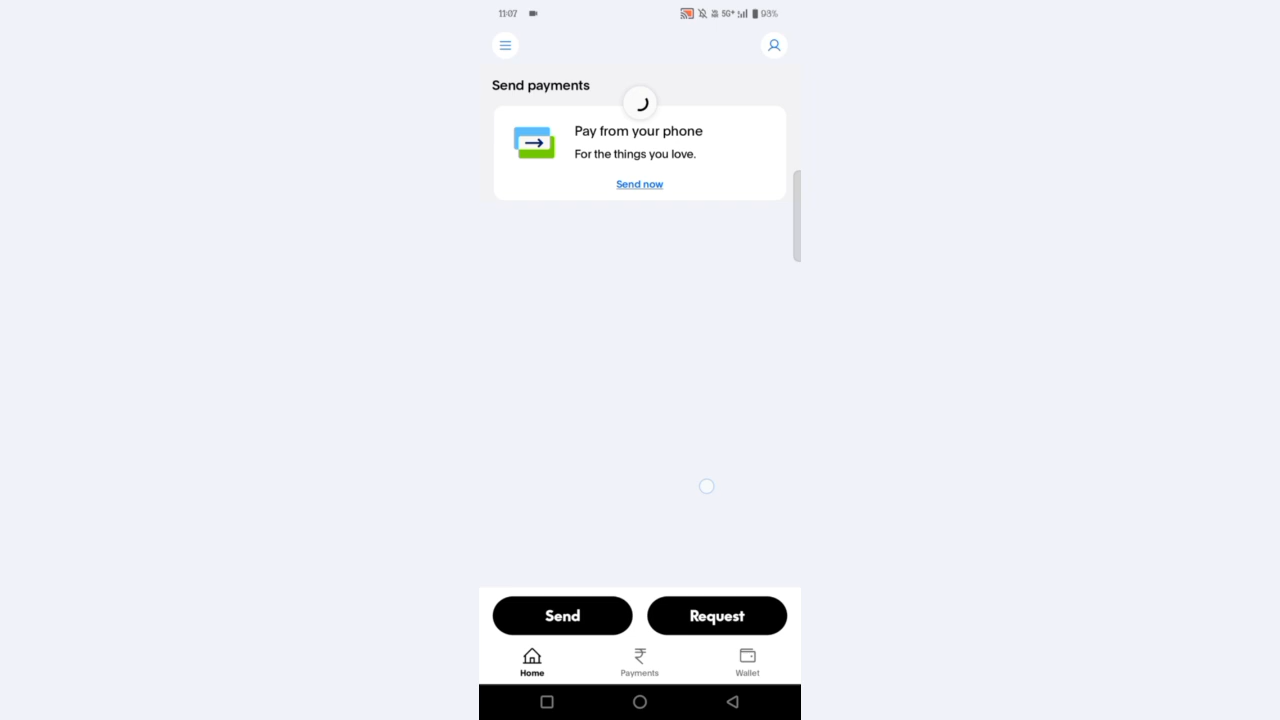 11:07
5G+ 98%
Send payments
Pay from your phone
For the things you love.
Send now
Send Request
Home Payments Wallet